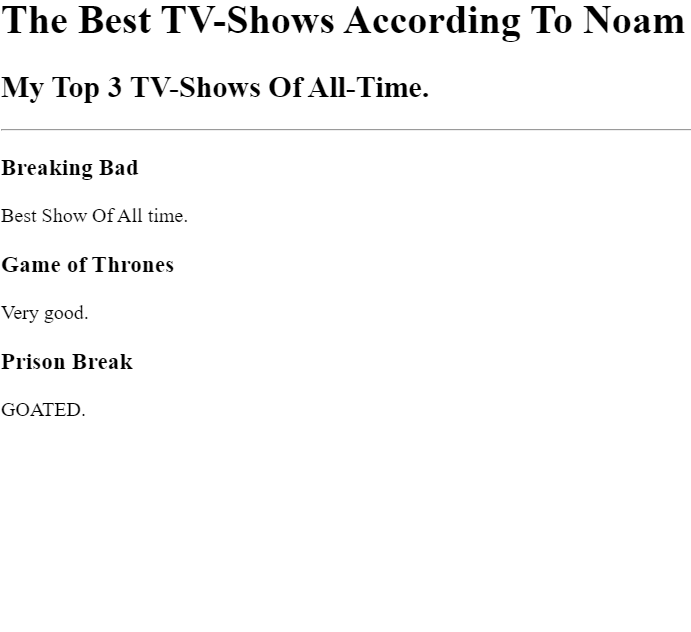 The Best TV-Shows According To Noam
My Top 3 TV-Shows Of All-Time.
Breaking Bad
Best Show Of All time.
Game of Thrones
Very good.
Prison Break
GOATED.